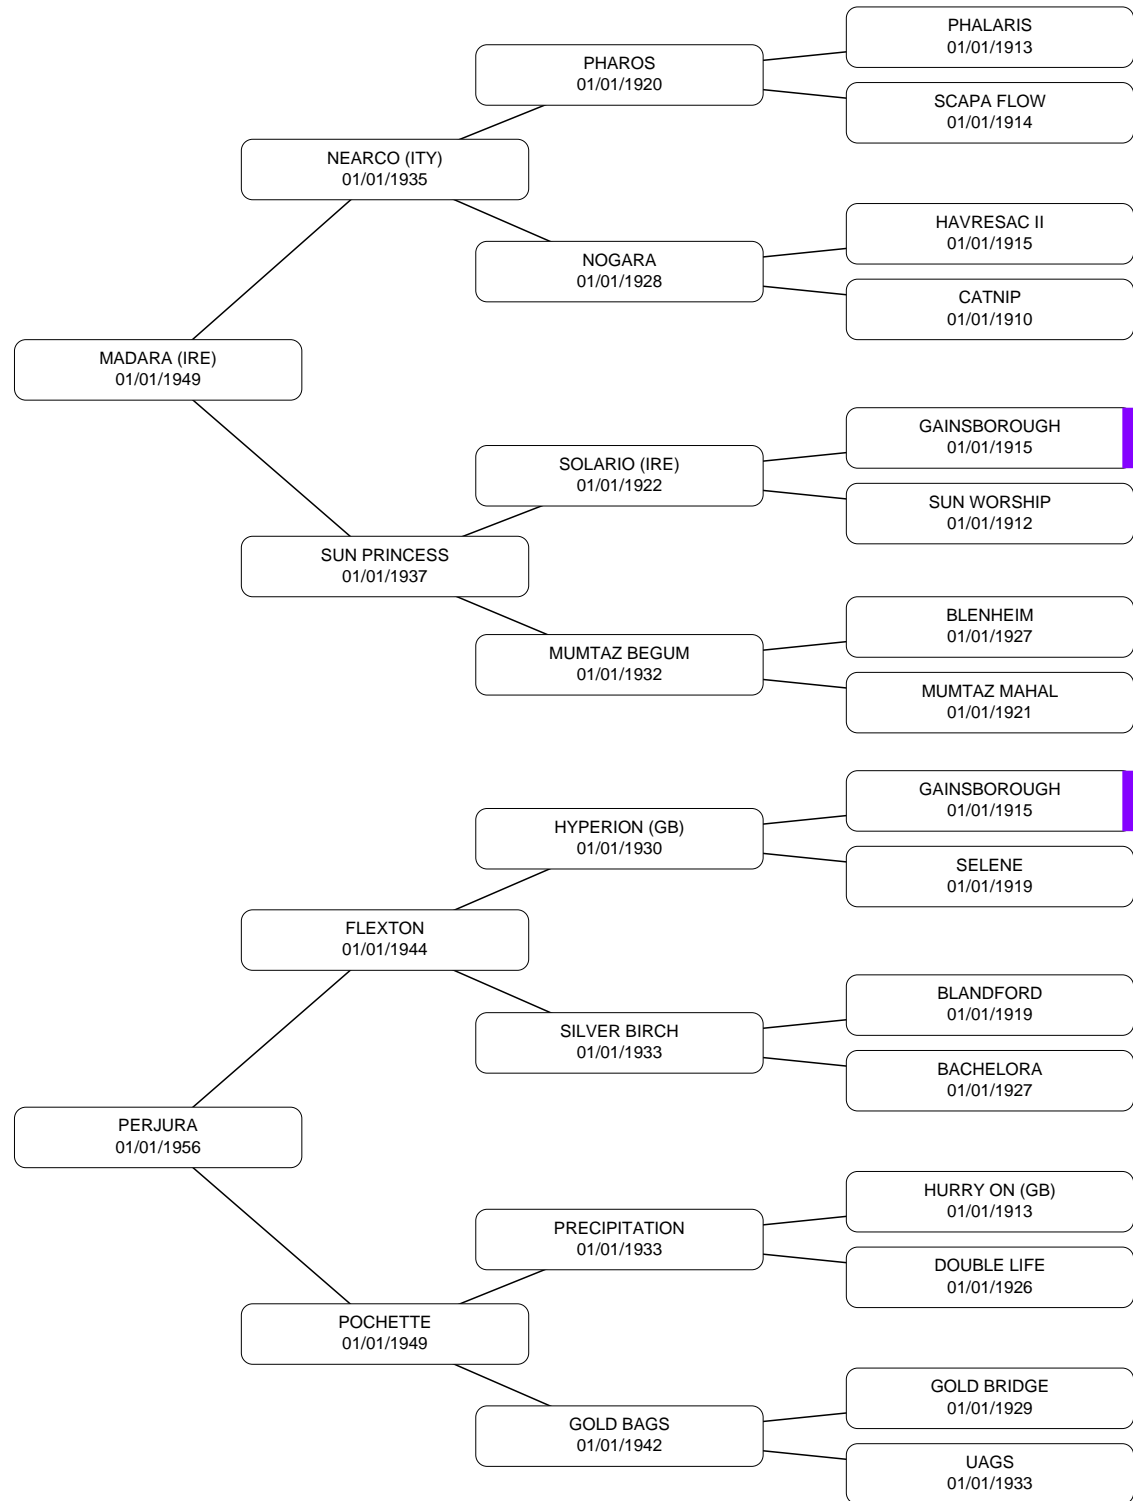 PHALARIS
01/01/1913
PHAROS
01/01/1920
SCAPA FLOW
01/01/1914
NEARCO (ITY)
01/01/1935
HAVRESAC II
01/01/1915
NOGARA
01/01/1928
CATNIP
01/01/1910
MADARA (IRE)
01/01/1949
GAINSBOROUGH
01/01/1915
SOLARIO (IRE)
01/01/1922
SUN WORSHIP
01/01/1912
SUN PRINCESS
01/01/1937
BLENHEIM
01/01/1927
MUMTAZ BEGUM
01/01/1932
MUMTAZ MAHAL
01/01/1921
GAINSBOROUGH
01/01/1915
HYPERION (GB)
01/01/1930
SELENE
01/01/1919
FLEXTON
01/01/1944
BLANDFORD
01/01/1919
SILVER BIRCH
01/01/1933
BACHELORA
01/01/1927
PERJURA
01/01/1956
HURRY ON (GB)
01/01/1913
PRECIPITATION
01/01/1933
DOUBLE LIFE
01/01/1926
POCHETTE
01/01/1949
GOLD BRIDGE
01/01/1929
GOLD BAGS
01/01/1942
UAGS
01/01/1933